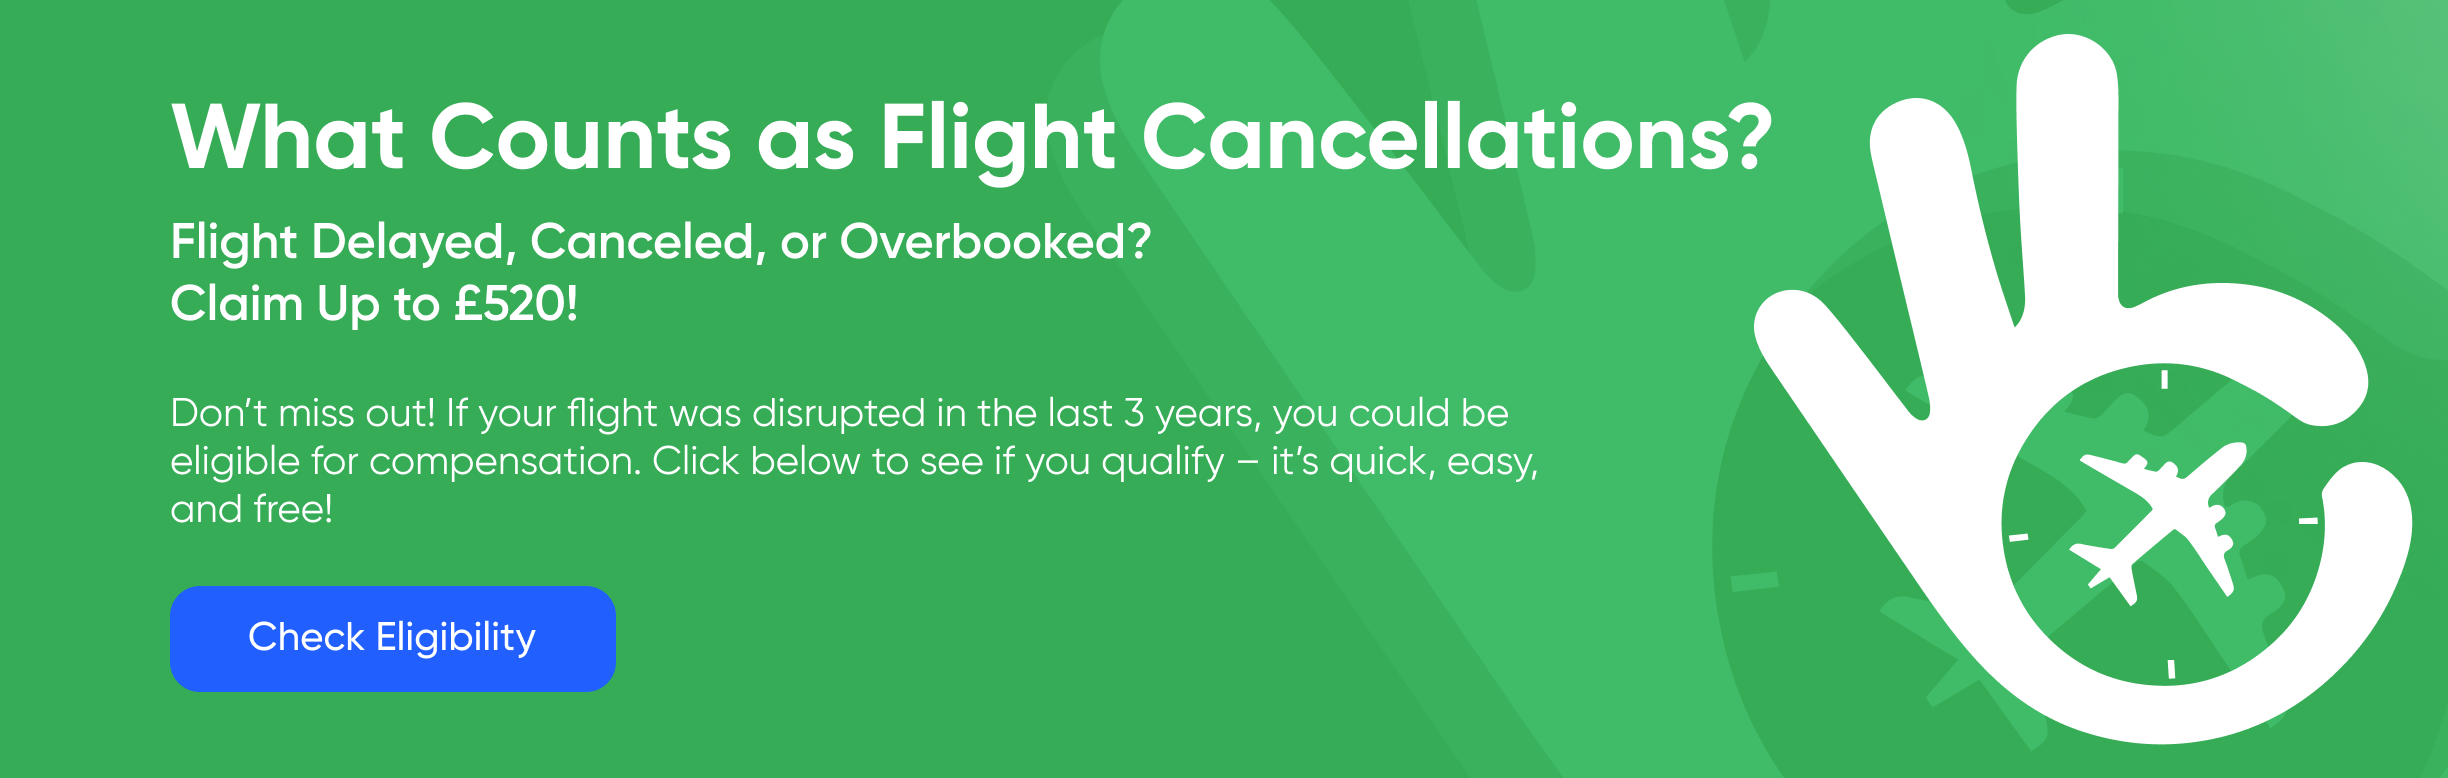 What Counts as Flight Cancellations?
Flight Delayed, Canceled, or Overbooked?
Claim Up to £520!
Don’t miss out! If your flight was disrupted in the last 3 years, you could be
eligible for compensation. Click below to see if you qualify – it’s quick, easy,
and free!
Check Eligibility